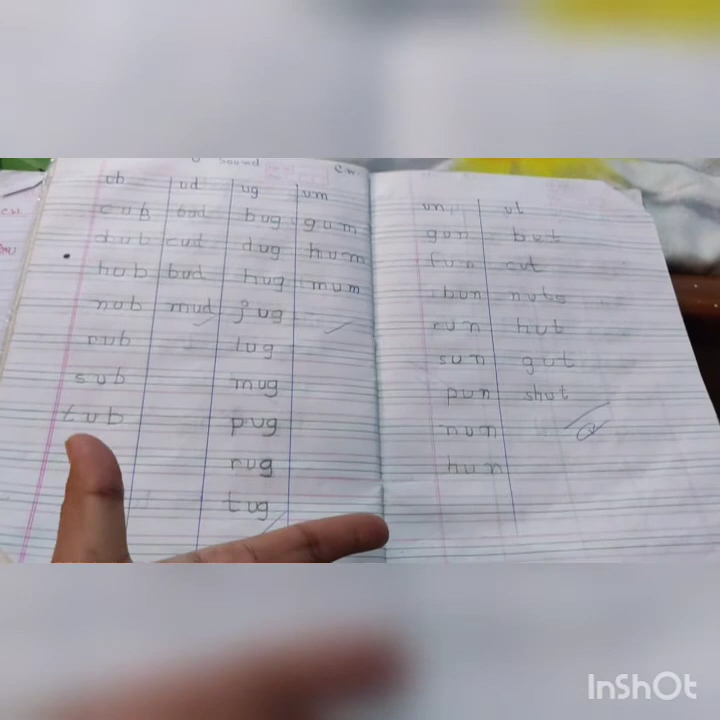 u sound
C.W.
ub ud ug um
cub bud bug gum
dub cud dug hum
hub bud hug mum
nub mud jug
rub lug
sub mug
tub pug
rug
tug
un ut
gun but
fun cut
bun nuts
run hut
sun gut
pun shut
nun
hun
InShOt